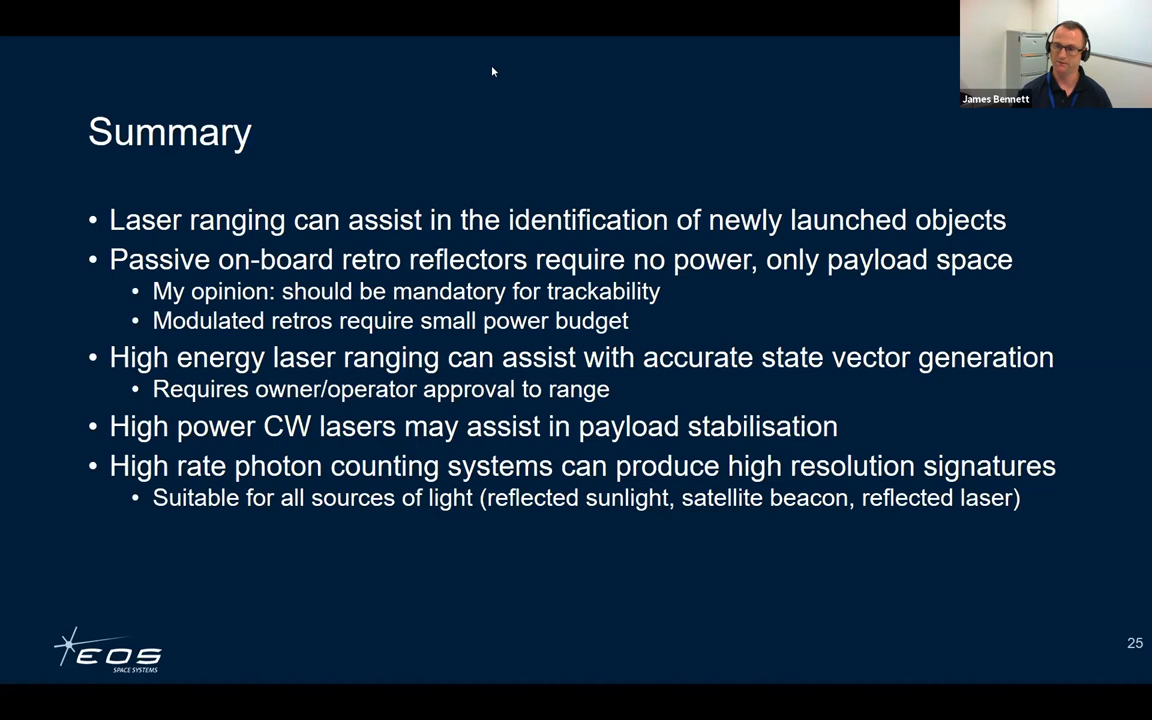 James Bennett
Summary
• Laser ranging can assist in the identification of newly launched objects
• Passive on-board retro reflectors require no power, only payload space
• My opinion: should be mandatory for trackability
• Modulated retros require small power budget
• High energy laser ranging can assist with accurate state vector generation
• Requires owner/operator approval to range
• High power CW lasers may assist in payload stabilisation
• High rate photon counting systems can produce high resolution signatures
• Suitable for all sources of light (reflected sunlight, satellite beacon, reflected laser)
EOS
SPACE SYSTEMS
25